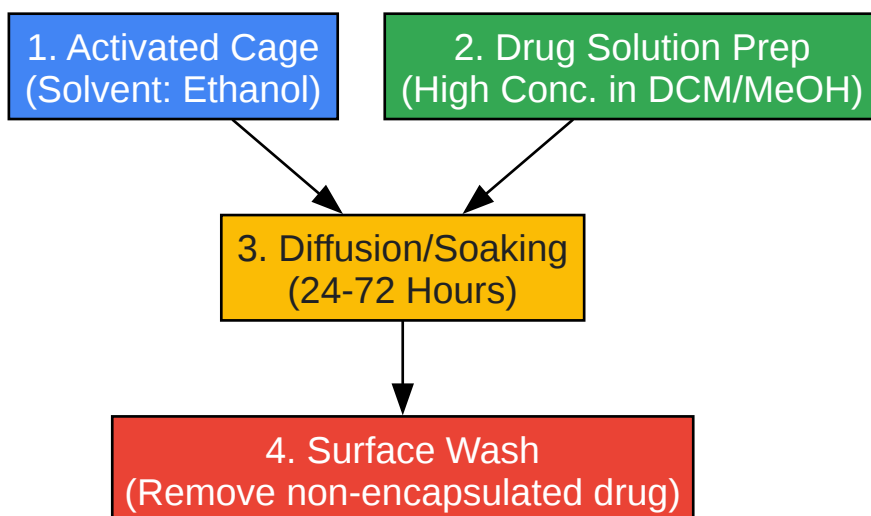 1. Activated Cage
(Solvent: Ethanol)
2. Drug Solution Prep
(High Conc. in DCM/MeOH)
3. Diffusion/Soaking
(24-72 Hours)
4. Surface Wash
(Remove non-encapsulated drug)